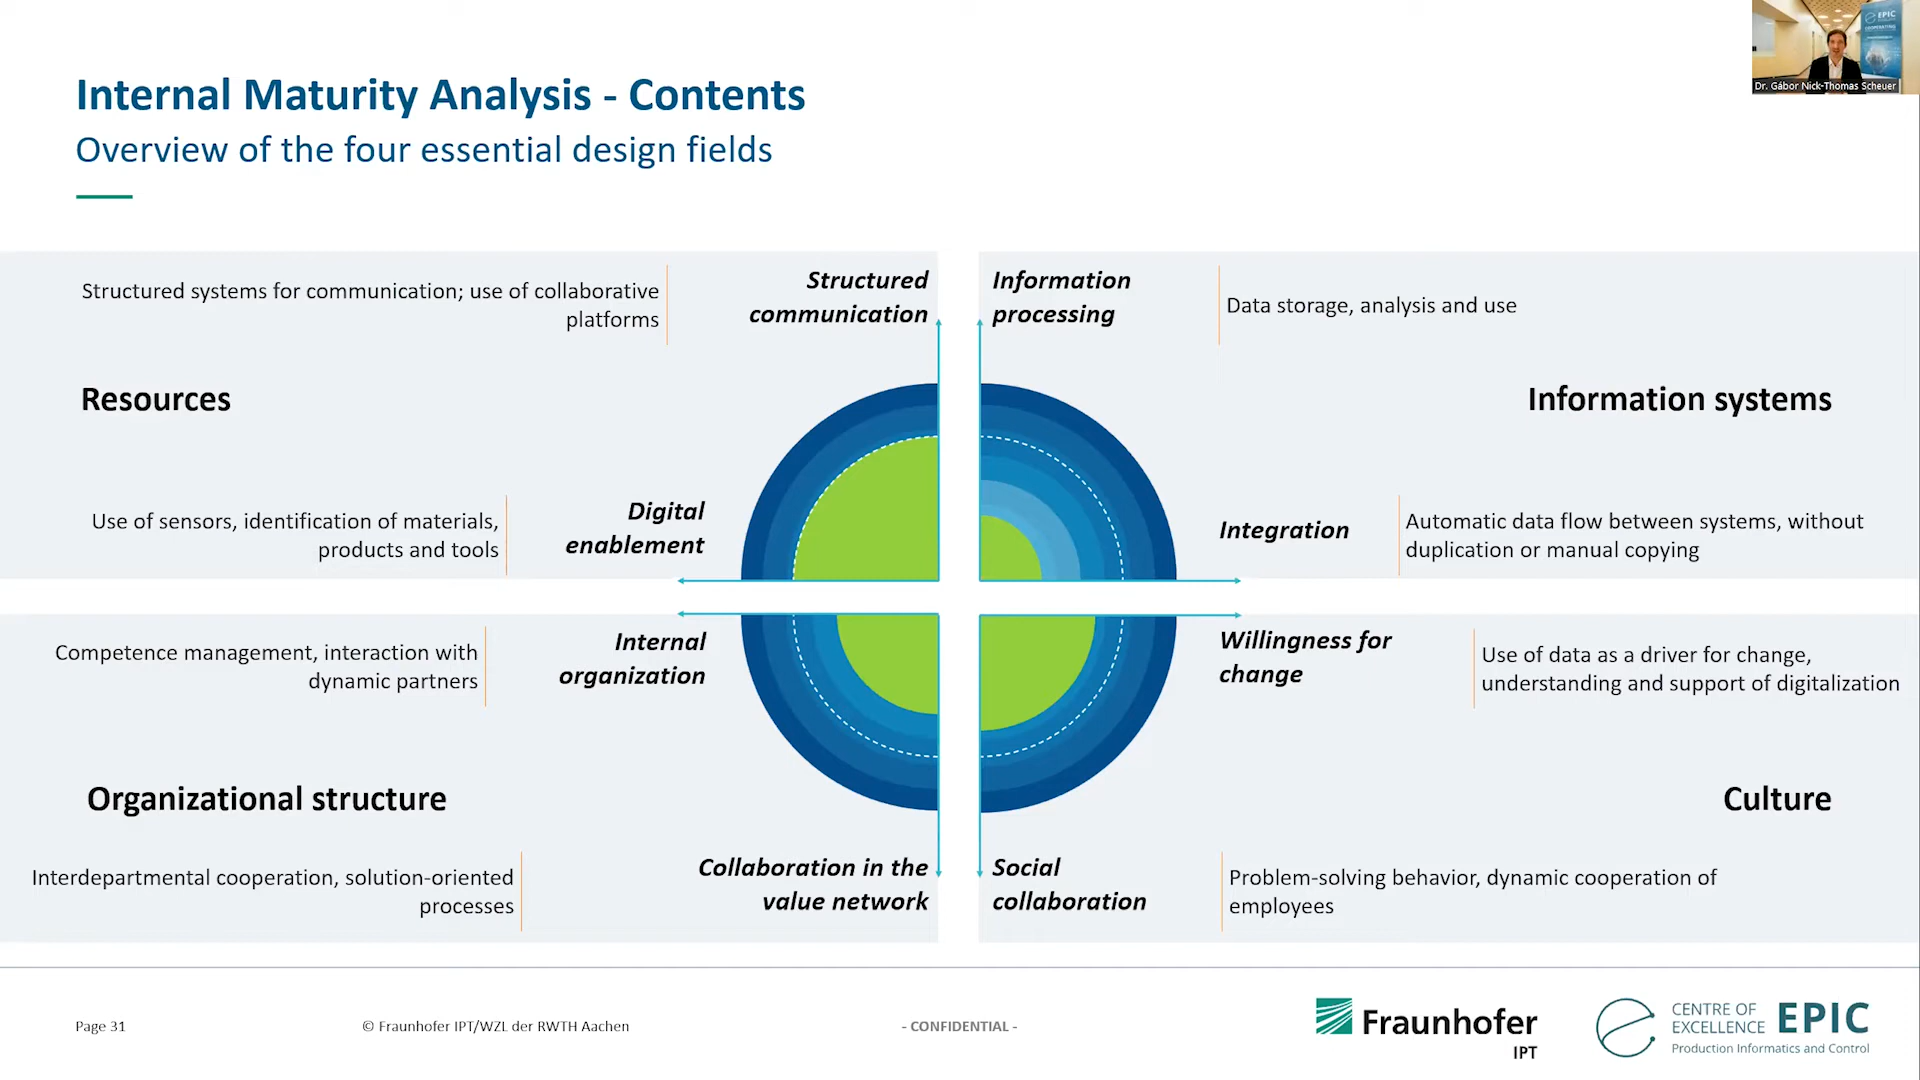 EPIC
Dr. Gábor Nick-Thomas Scheuer
Internal Maturity Analysis - Contents
Overview of the four essential design fields
Structured systems for communication; use of collaborative
platforms
Structured
communication
Information
processing
Data storage, analysis and use
Resources
Information systems
Use of sensors, identification of materials,
products and tools
Digital
enablement
Integration
Automatic data flow between systems, without
duplication or manual copying
Competence management, interaction with
dynamic partners
Internal
organization
Willingness for
change
Use of data as a driver for change,
understanding and support of digitalization
Organizational structure
Culture
Interdepartmental cooperation, solution-oriented
processes
Collaboration in the
value network
Social
collaboration
Problem-solving behavior, dynamic cooperation of
employees
Page 31
© Fraunhofer IPT/WZL der RWTH Aachen
- CONFIDENTIAL -
Fraunhofer
IPT
CENTRE OF
EXCELLENCE
EPIC
Production Informatics and Control